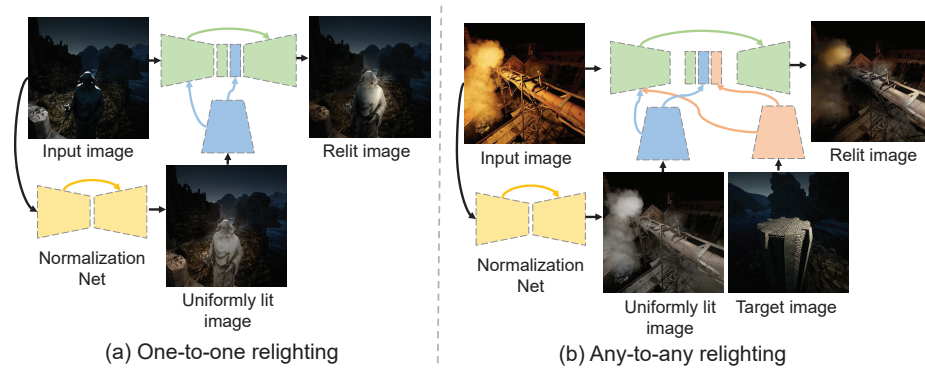 Input image
Relit image
Normalization
Net
Uniformly lit
image
(a) One-to-one relighting
Input image
Relit image
Normalization
Net
Uniformly lit
image
Target image
(b) Any-to-any relighting